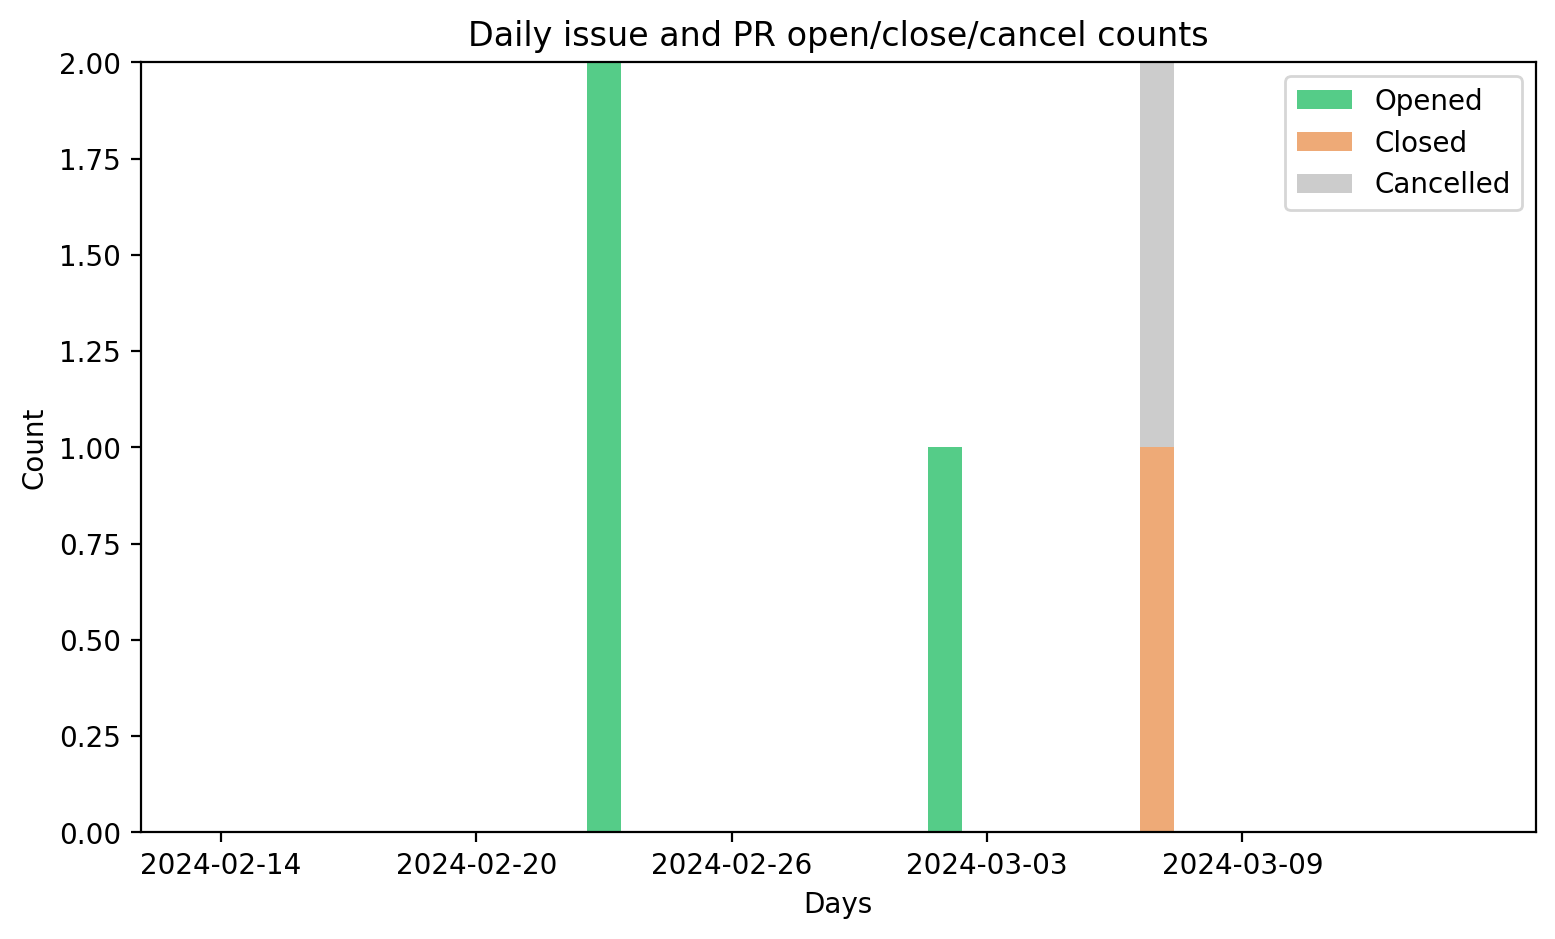 Daily issue and PR open/close/cancel counts
2.00
1.75
1.50
1.25
1.00
0.75
0.50
0.25
0.00
Count
Opened
Closed
Cancelled
2024-02-14 2024-02-20 2024-02-26 2024-03-03 2024-03-09
Days